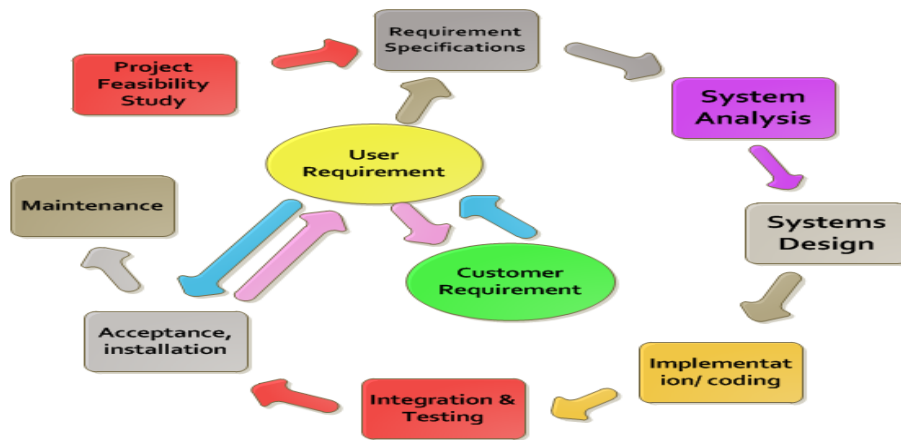 Requirement
Specifications
Project
Feasibility
Study
System
Analysis
User
Requirement
Maintenance
Systems
Design
Customer
Requirement
Acceptance,
installation
Implementat
ion/ coding
Integration &
Testing